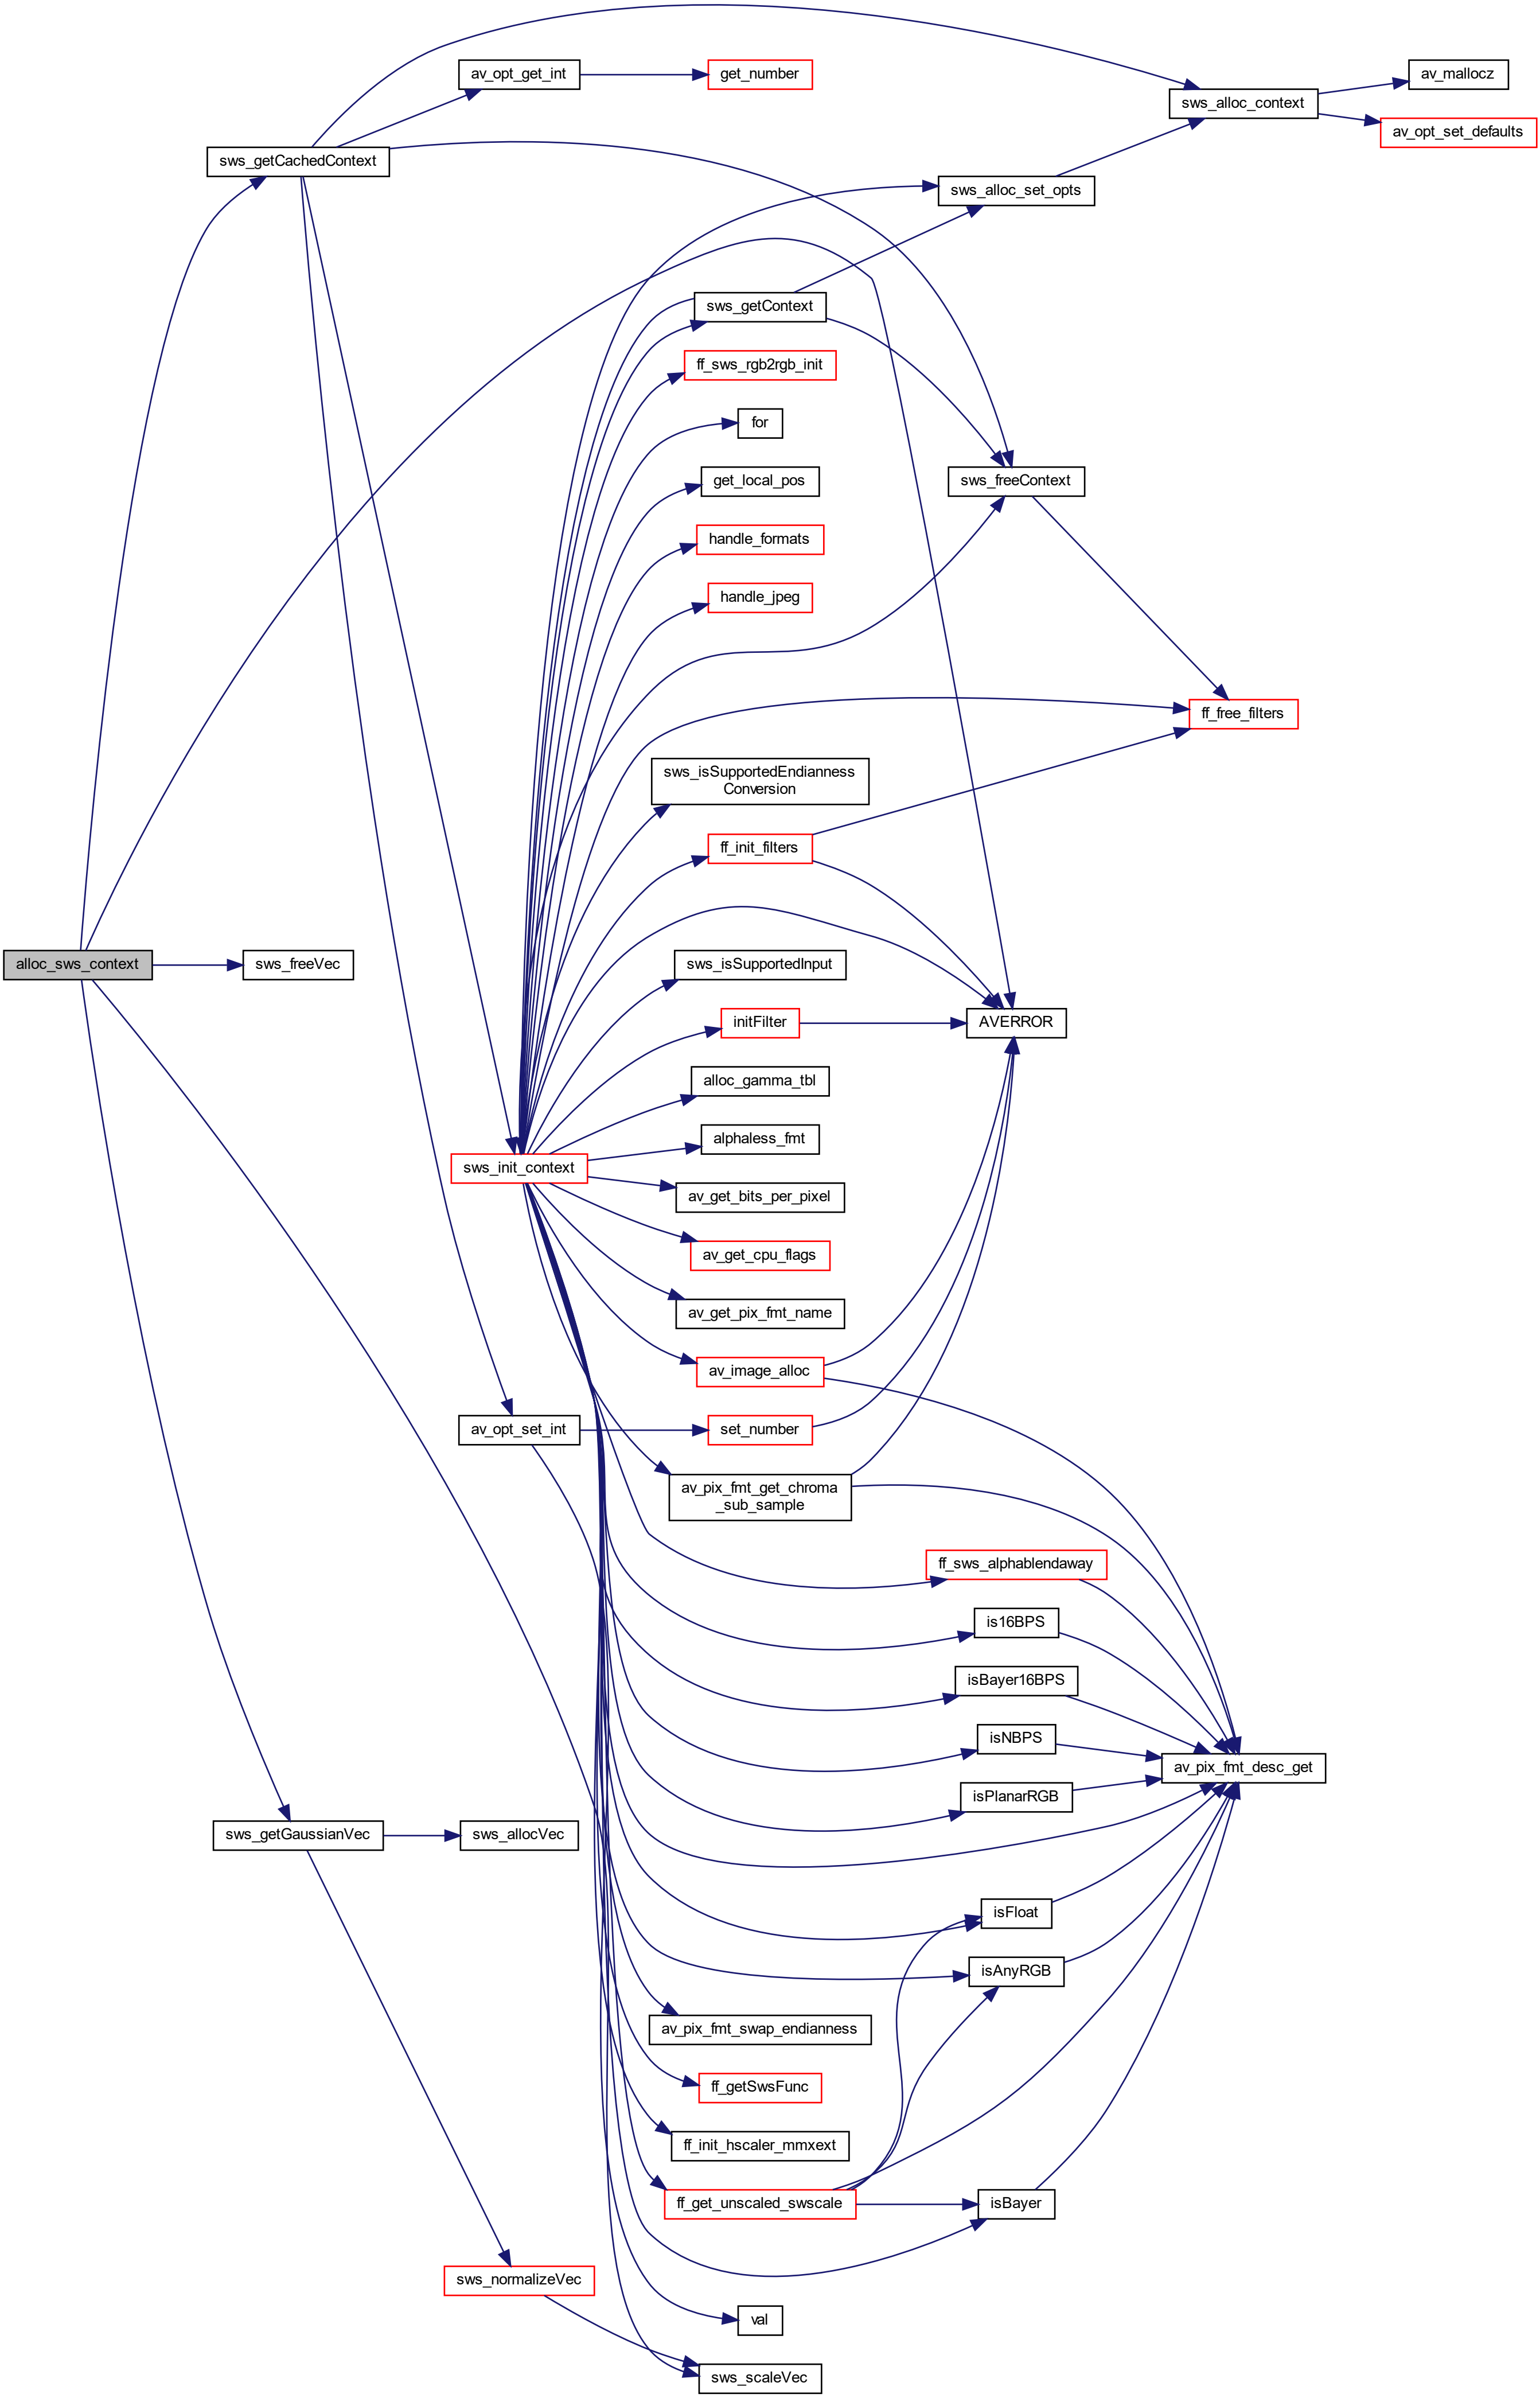 av_opt_get_int
get_number
av_mallocz
sws_alloc_context
av_opt_set_defaults
sws_getCachedContext
sws_alloc_set_opts
sws_getContext
ff_sws_rgb2rgb_init
for
get_local_pos
sws_freeContext
handle_formats
handle_jpeg
ff_free_filters
sws_isSupportedEndianness
Conversion
ff_init_filters
alloc_sws_context
sws_freeVec
sws_isSupportedInput
initFilter
AVERROR
alloc_gamma_tbl
alphaless_fmt
sws_init_context
av_get_bits_per_pixel
av_get_cpu_flags
av_get_pix_fmt_name
av_image_alloc
av_opt_set_int
set_number
av_pix_fmt_get_chroma
_sub_sample
ff_sws_alphablendaway
is16BPS
isBayer16BPS
isNBPS
av_pix_fmt_desc_get
isPlanarRGB
sws_getGaussianVec
sws_allocVec
isFloat
isAnyRGB
av_pix_fmt_swap_endianness
ff_getSwsFunc
ff_init_hscaler_mmxext
ff_get_unscaled_swscale
isBayer
sws_normalizeVec
val
sws_scaleVec